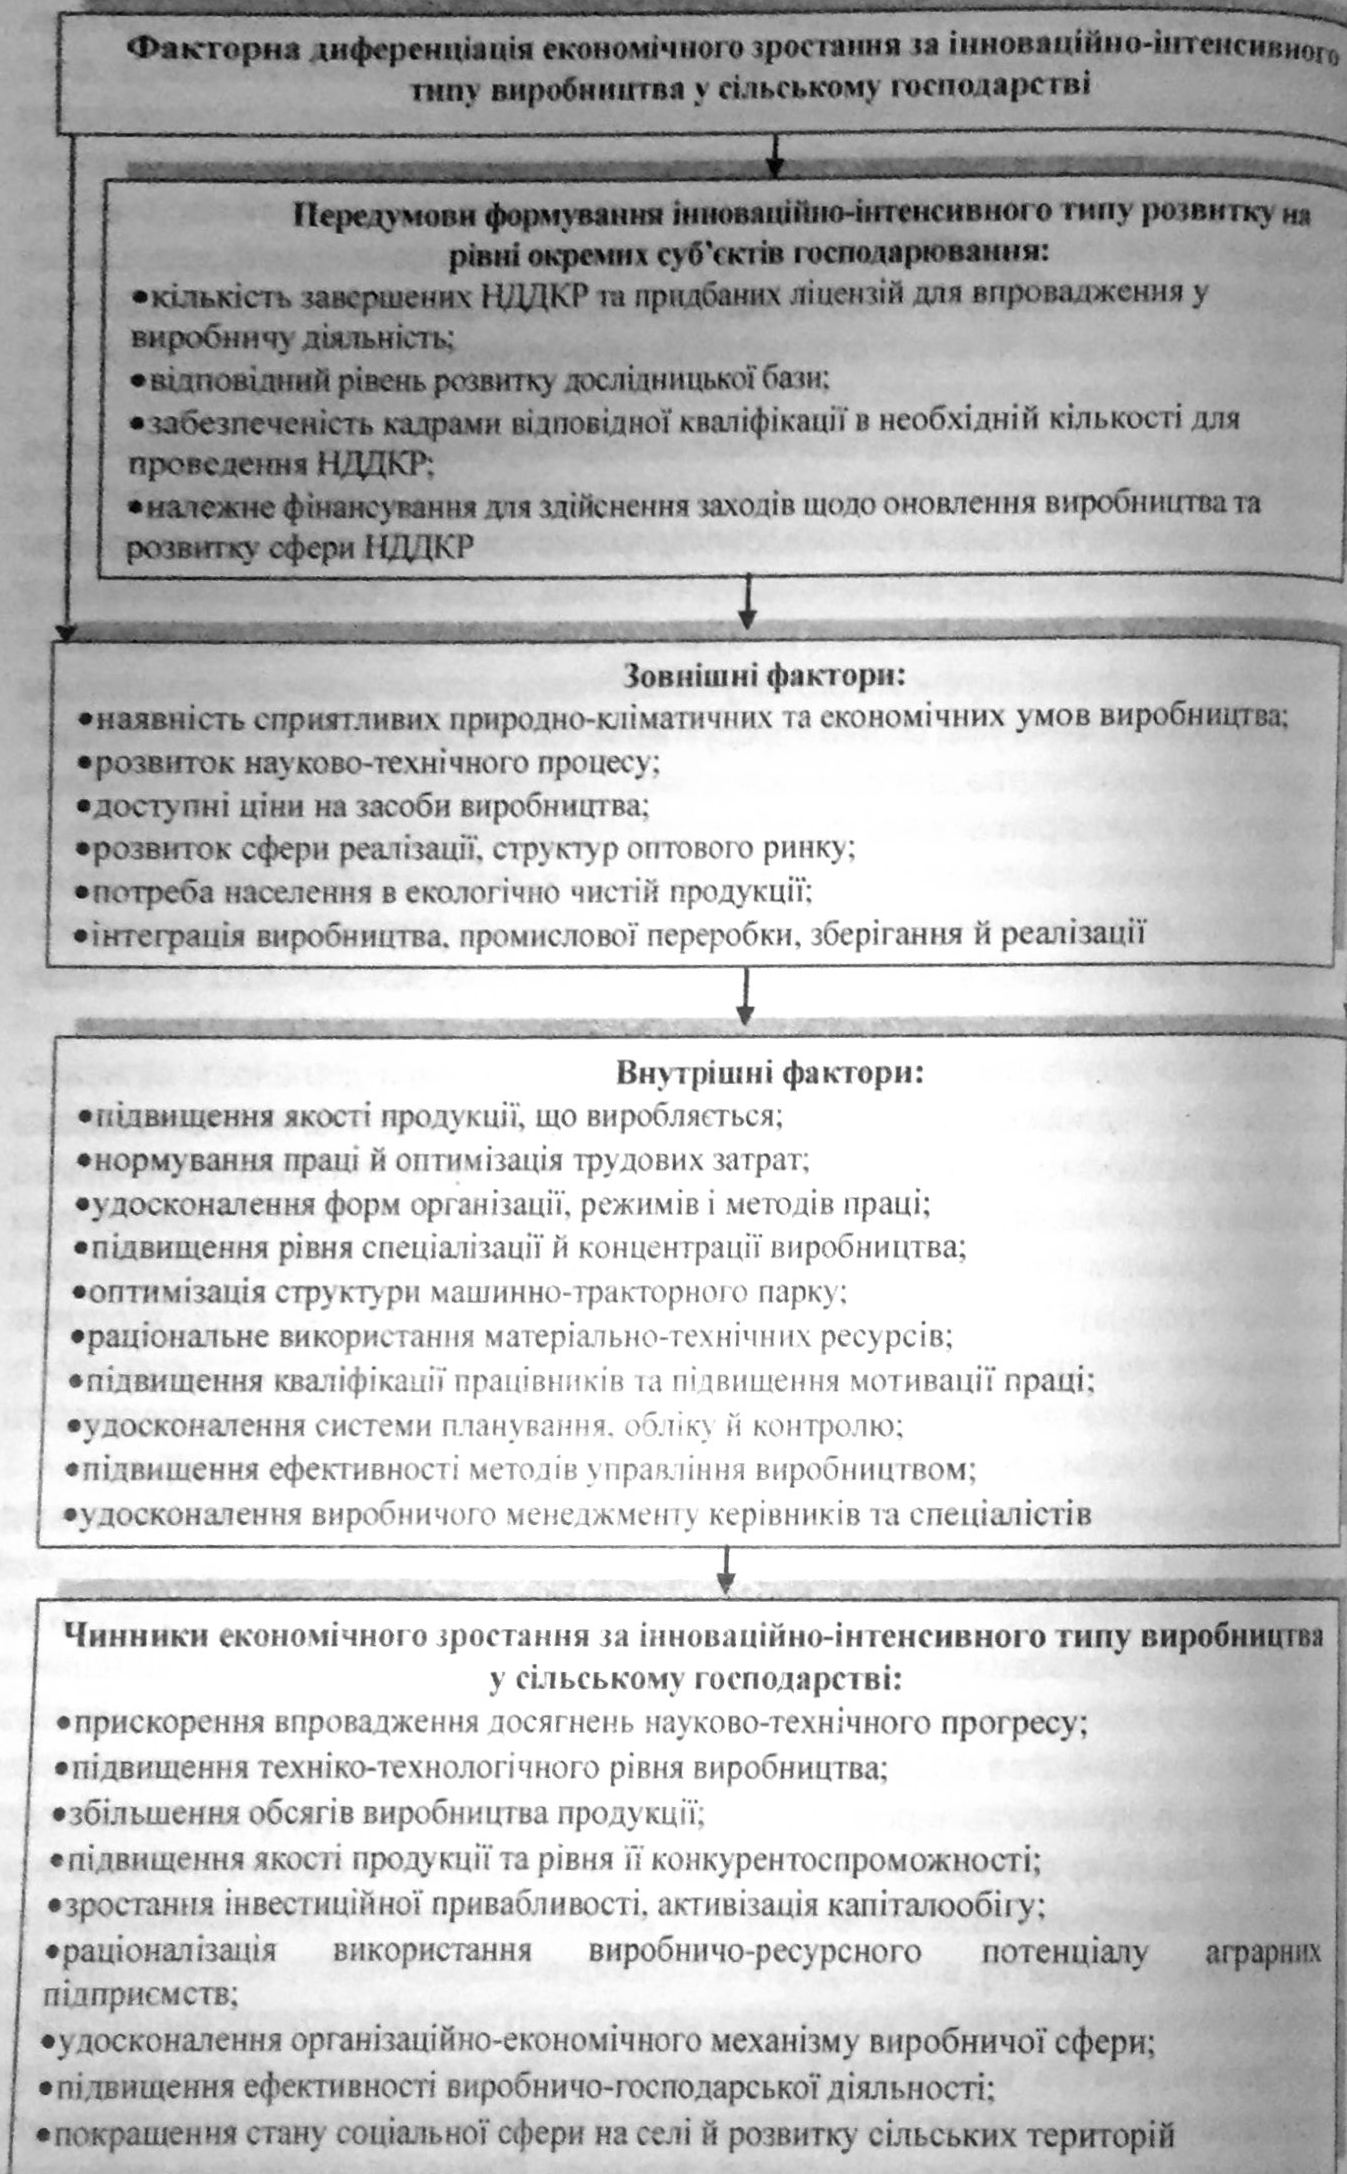 Факторна диференціація економічного зростання за інноваційно-інтенсивного
типу виробництва у сільському господарстві
Передумови формування інноваційно-інтенсивного типу розвитку на
рівні окремих суб'єктів господарювання:
•кількість завершених НДДКР та придбаних ліцензій для впровадження у
виробничу діяльність;
•відповідний рівень розвитку дослідницької бази;
•забезпеченість кадрами відповідної кваліфікації в необхідній кількості для
проведення НДДКР;
•належне фінансування для здійснення заходів щодо оновлення виробництва та
розвитку сфери НДДКР
Зовнішні фактори:
•наявність сприятливих природно-кліматичних та економічних умов виробництва;
•розвиток науково-технічного процесу;
•доступні ціни на засоби виробництва;
•розвиток сфери реалізації, структур оптового ринку;
•потреба населення в екологічно чистій продукції;
•інтеграція виробництва, промислової переробки, зберігання й реалізації
Внутрішні фактори:
•підвищення якості продукції, що виробляється;
•нормування праці й оптимізація трудових затрат;
•удосконалення форм організації, режимів і методів праці;
•підвищення рівня спеціалізації й концентрації виробництва;
•оптимізація структури машинно-тракторного парку;
•раціональне використання матеріально-технічних ресурсів;
•підвищення кваліфікації працівників та підвищення мотивації праці;
•удосконалення системи планування, обліку й контролю;
•підвищення ефективності методів управління виробництвом;
•удосконалення виробничого менеджменту керівників та спеціалістів
Чинники економічного зростання за інноваційно-інтенсивного типу виробництва
у сільському господарстві:
•прискорення впровадження досягнень науково-технічного прогресу;
•підвищення техніко-технологічного рівня виробництва;
•збільшення обсягів виробництва продукції;
•підвищення якості продукції та рівня її конкурентоспроможності;
•зростання інвестиційної привабливості, активізація капіталообігу;
•раціоналізація використання виробничо-ресурсного потенціалу аграрних
підприємств;
•удосконалення організаційно-економічного механізму виробничої сфери;
•підвищення ефективності виробничо-господарської діяльності;
•покращення стану соціальної сфери на селі й розвитку сільських територій